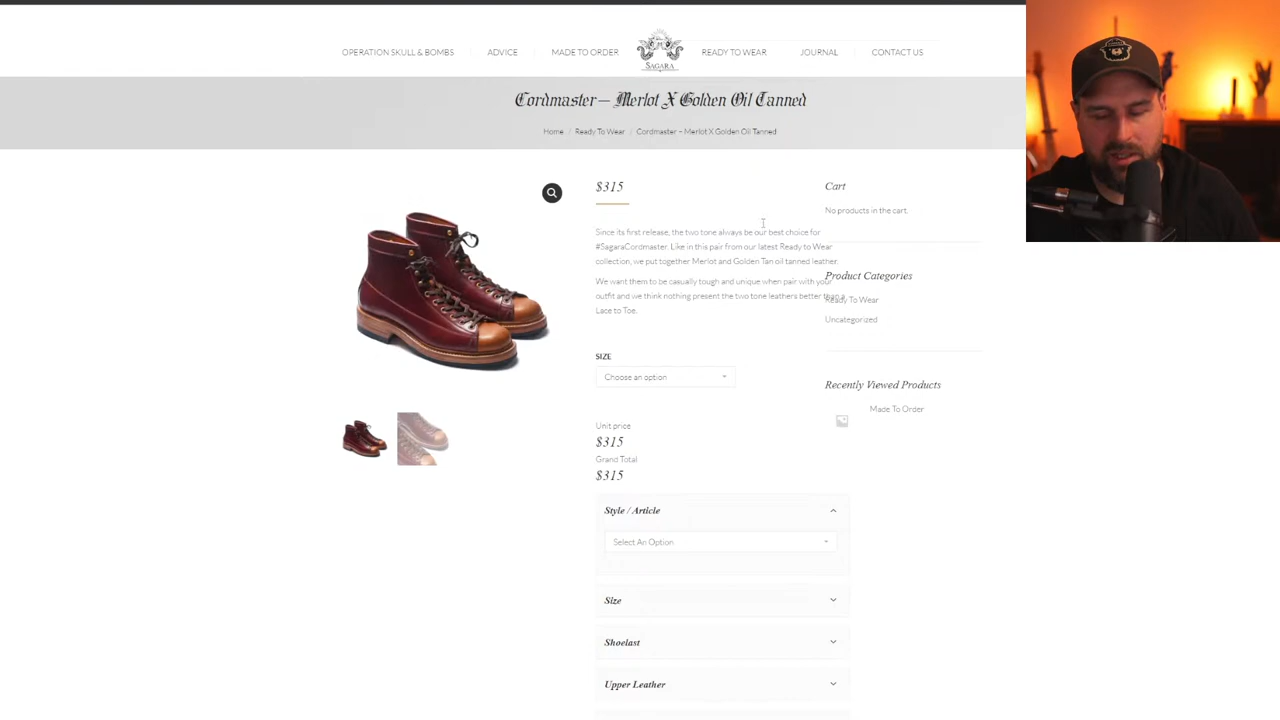 OPERATION SKULL & BOMBS
ADVICE
MADE TO ORDER
SAGARA
READY TO WEAR
JOURNAL
CONTACT US
Cordmaster – Merlot X Golden Oil Tanned
Home / Ready To Wear / Cordmaster – Merlot X Golden Oil Tanned
$315
Since its first release, the two tone always be our best choice for
#SagaraCordmaster. Like in this pair from our latest Ready to Wear
collection, we put together Merlot and Golden Tan oil tanned leather.
We want them to be casually tough and unique when pair with your
outfit and we think nothing present the two tone leathers better than a
Lace to Toe.
SIZE
Choose an option
Unit price
$315
Grand Total
$315
Style / Article
Select An Option
Size
Shoelast
Upper Leather
Cart
No products in the cart.
Product Categories
Ready To Wear
Uncategorized
Recently Viewed Products
Made To Order